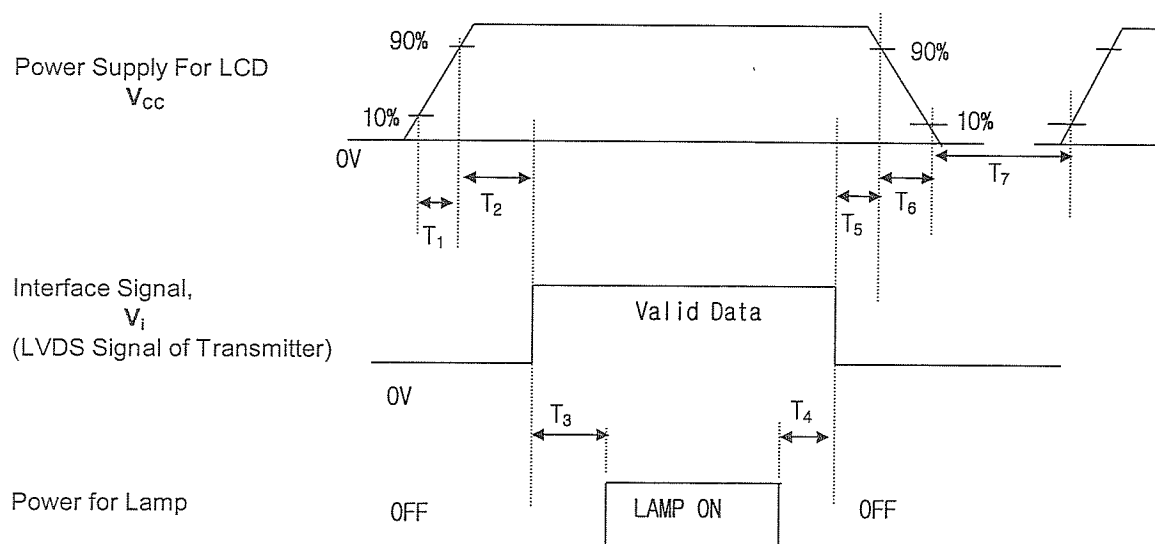 90%
90%
Power Supply For LCD
VCC
10%
10%
0V
T1
T2
T5
T6
T7
Interface Signal,
Vi
(LVDS Signal of Transmitter)
Valid Data
0V
T3
T4
Power for Lamp
OFF
LAMP ON
OFF